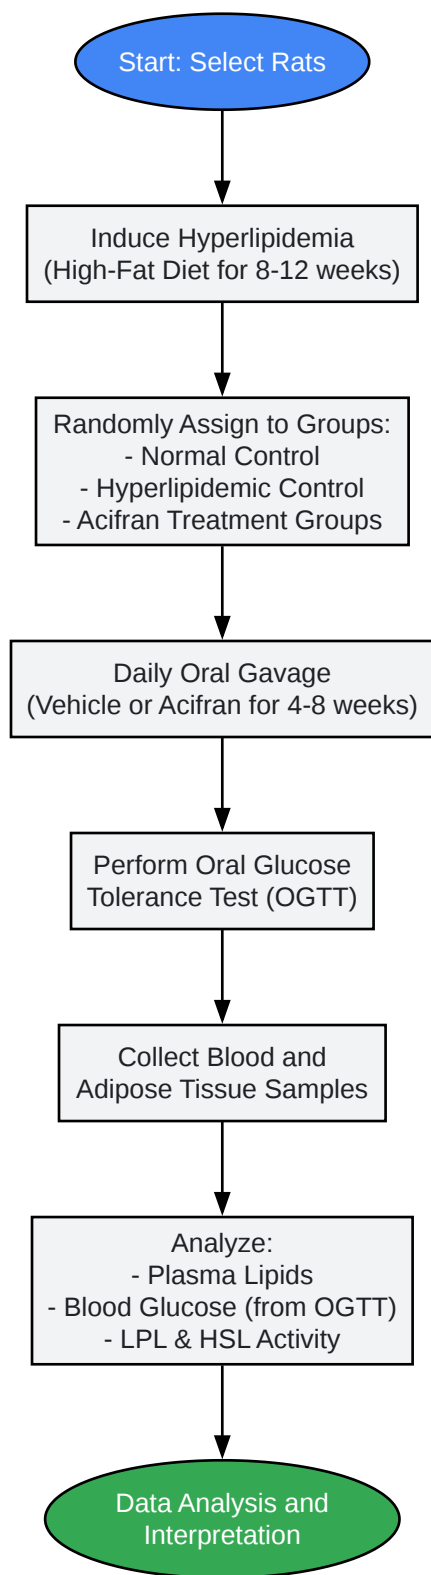 Start: Select Rats
Induce Hyperlipidemia
(High-Fat Diet for 8-12 weeks)
Randomly Assign to Groups:
- Normal Control
- Hyperlipidemic Control
- Acifran Treatment Groups
Daily Oral Gavage
(Vehicle or Acifran for 4-8 weeks)
Perform Oral Glucose
Tolerance Test (OGTT)
Collect Blood and
Adipose Tissue Samples
Analyze:
- Plasma Lipids
- Blood Glucose (from OGTT)
- LPL & HSL Activity
Data Analysis and
Interpretation